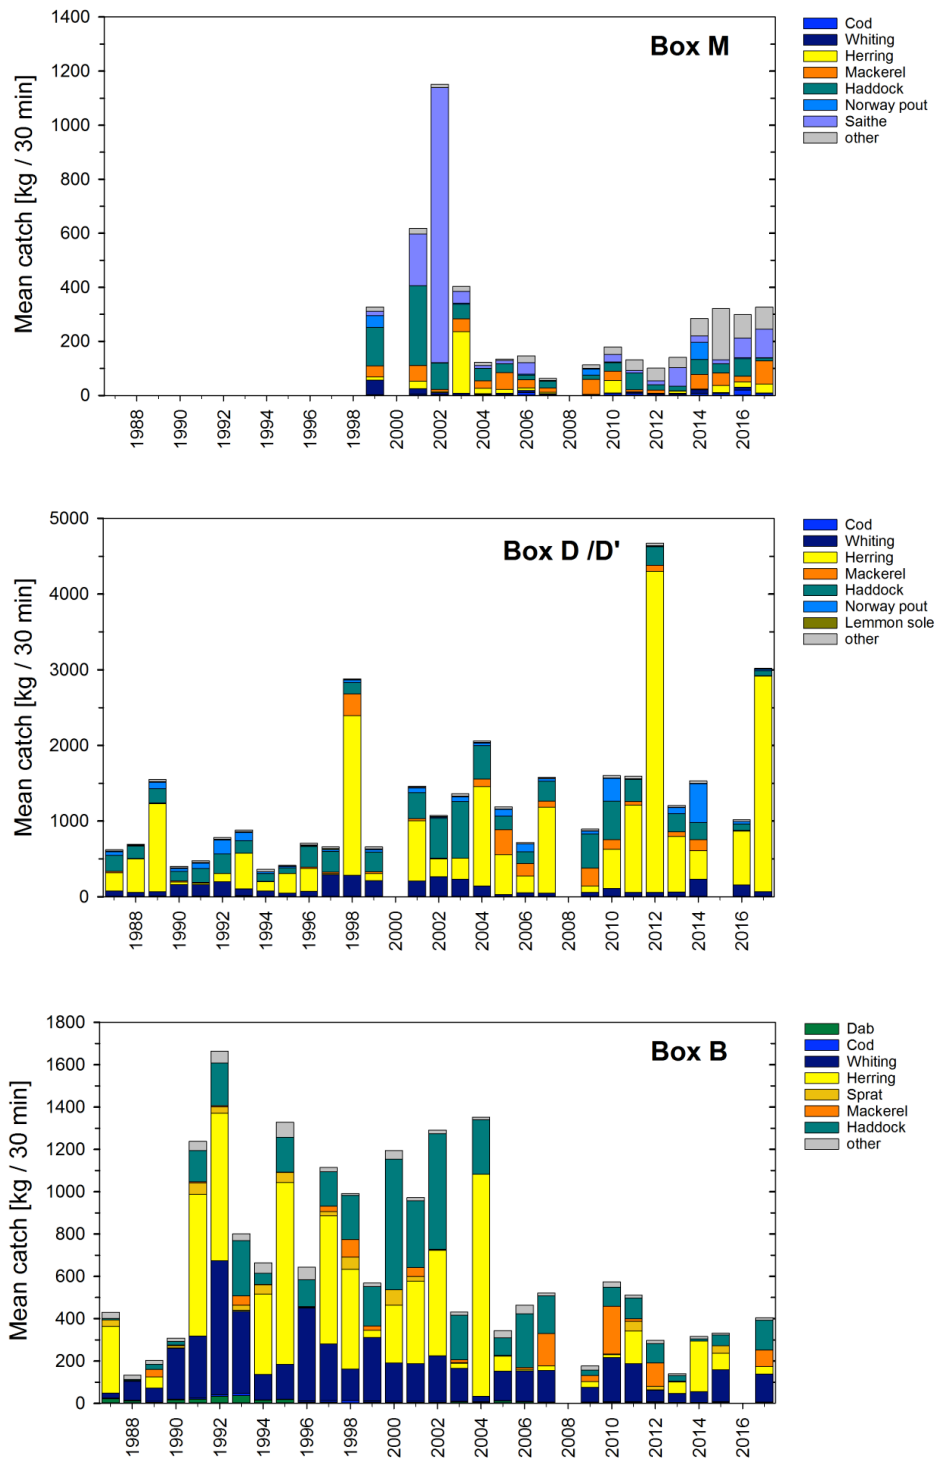 Box M
Mean catch [kg / 30 min]
1400
1200
1000
800
600
400
200
0
1988 1990 1992 1994 1996 1998 2000 2002 2004 2006 2008 2010 2012 2014 2016
Cod
Whiting
Herring
Mackerel
Haddock
Norway pout
Saithe
other
Box D /D'
Mean catch [kg / 30 min]
5000
4000
3000
2000
1000
0
1988 1990 1992 1994 1996 1998 2000 2002 2004 2006 2008 2010 2012 2014 2016
Cod
Whiting
Herring
Mackerel
Haddock
Norway pout
Lemmon sole
other
Box B
Mean catch [kg / 30 min]
1800
1600
1400
1200
1000
800
600
400
200
0
1988 1990 1992 1994 1996 1998 2000 2002 2004 2006 2008 2010 2012 2014 2016
Dab
Cod
Whiting
Herring
Sprat
Mackerel
Haddock
other